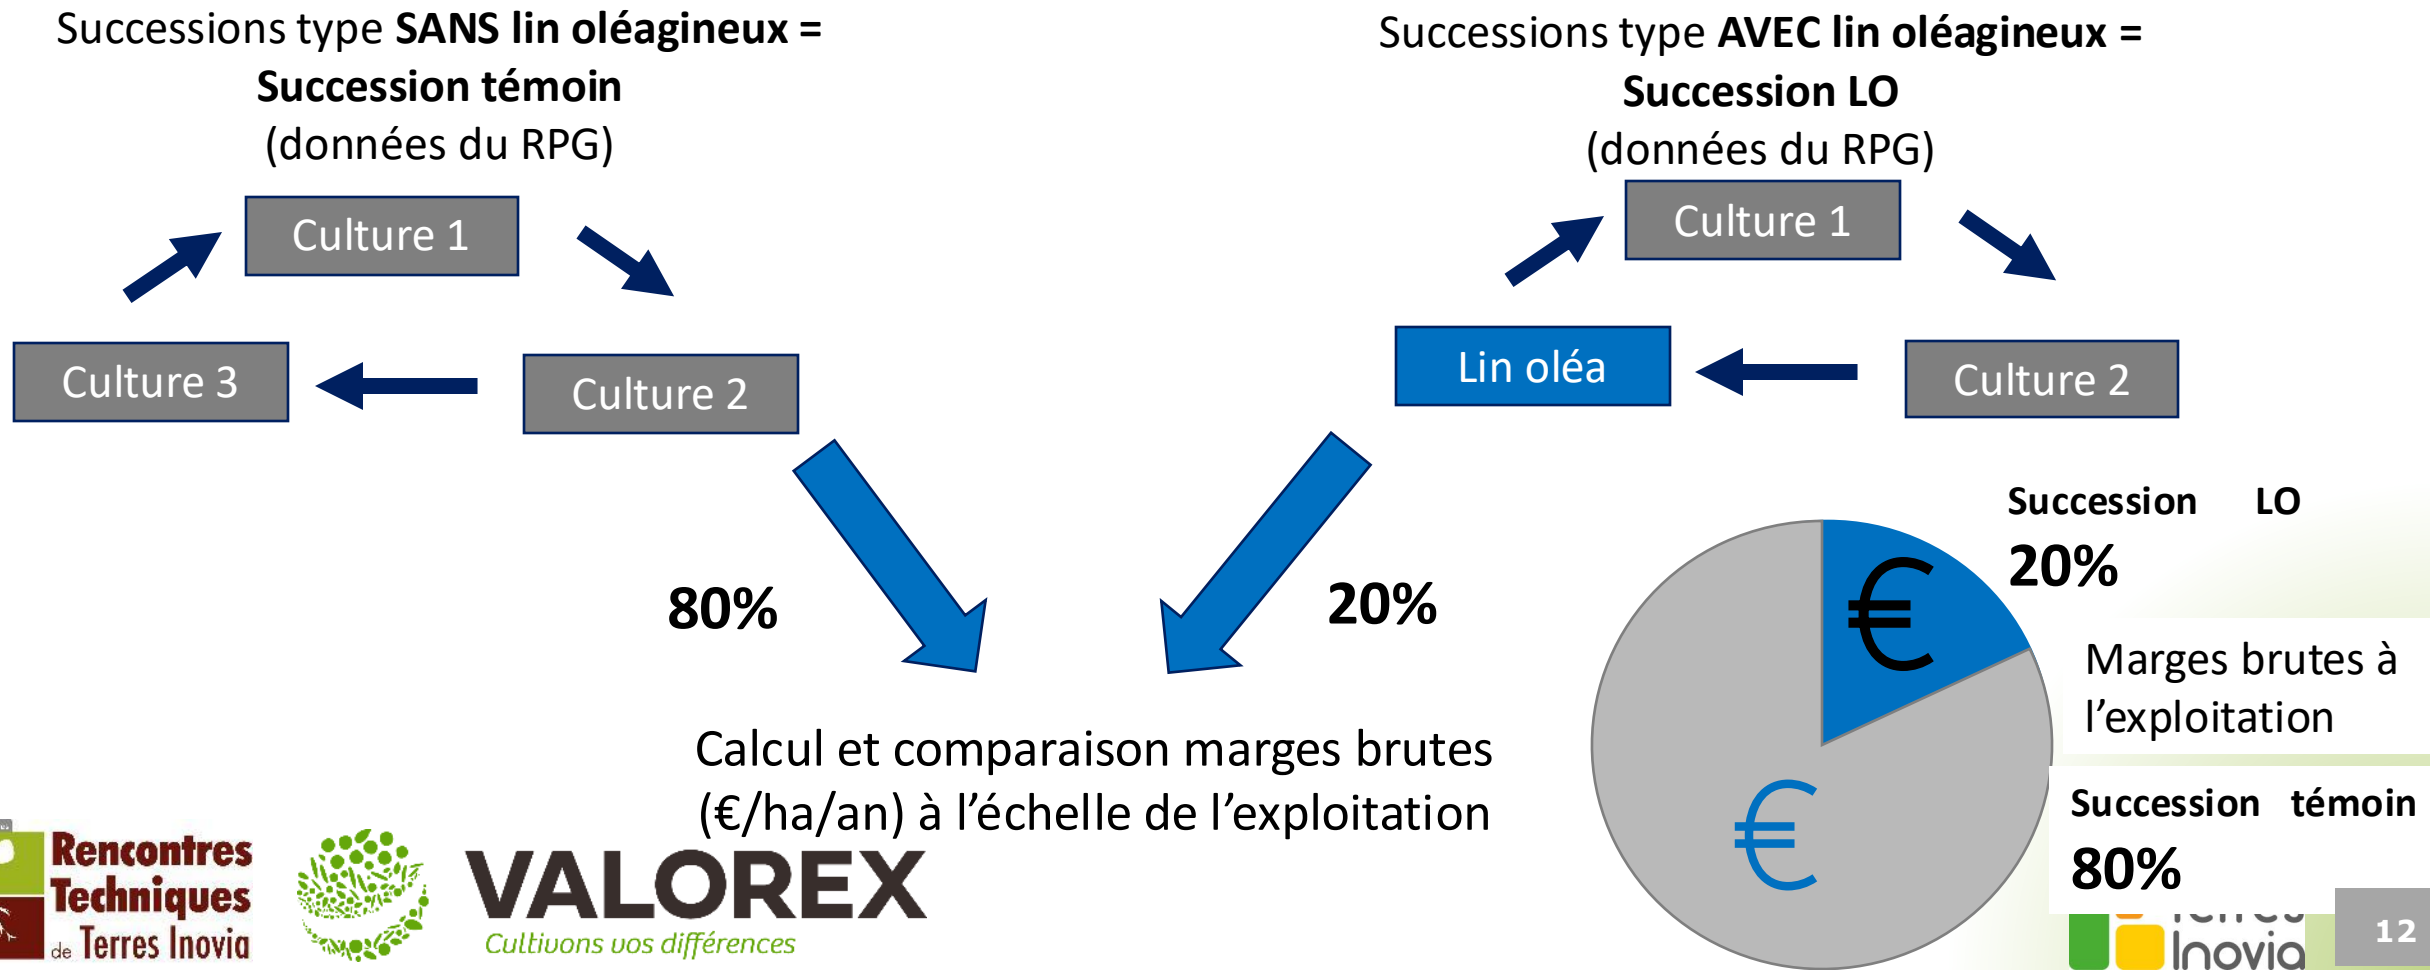 Successions type SANS lin oléagineux =
Succession témoin
(données du RPG)
Culture 1
Culture 3
Culture 2
80%
Successions type AVEC lin oléagineux =
Succession LO
(données du RPG)
Culture 1
Lin oléa
Culture 2
20%
Calcul et comparaison marges brutes
(€/ha/an) à l’échelle de l’exploitation
Succession LO
20%
€
€
Marges brutes à
l’exploitation
Succession témoin
80%
Rencontres
Techniques
de Terres Inovia
VALOREX
Cultivons vos différences
Terres
Inovia
12